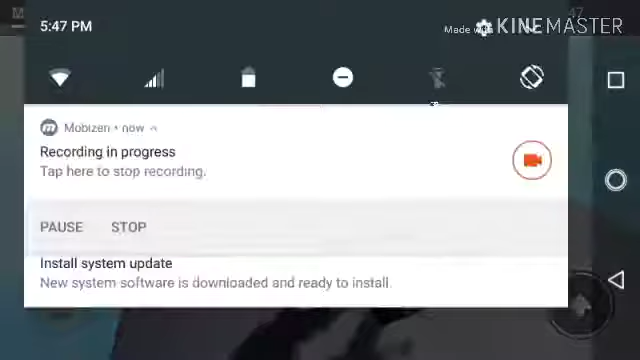 5:47 PM
Made with KINEMASTER
Mobizen • now
Recording in progress
Tap here to stop recording.
PAUSE STOP
Install system update
New system software is downloaded and ready to install.